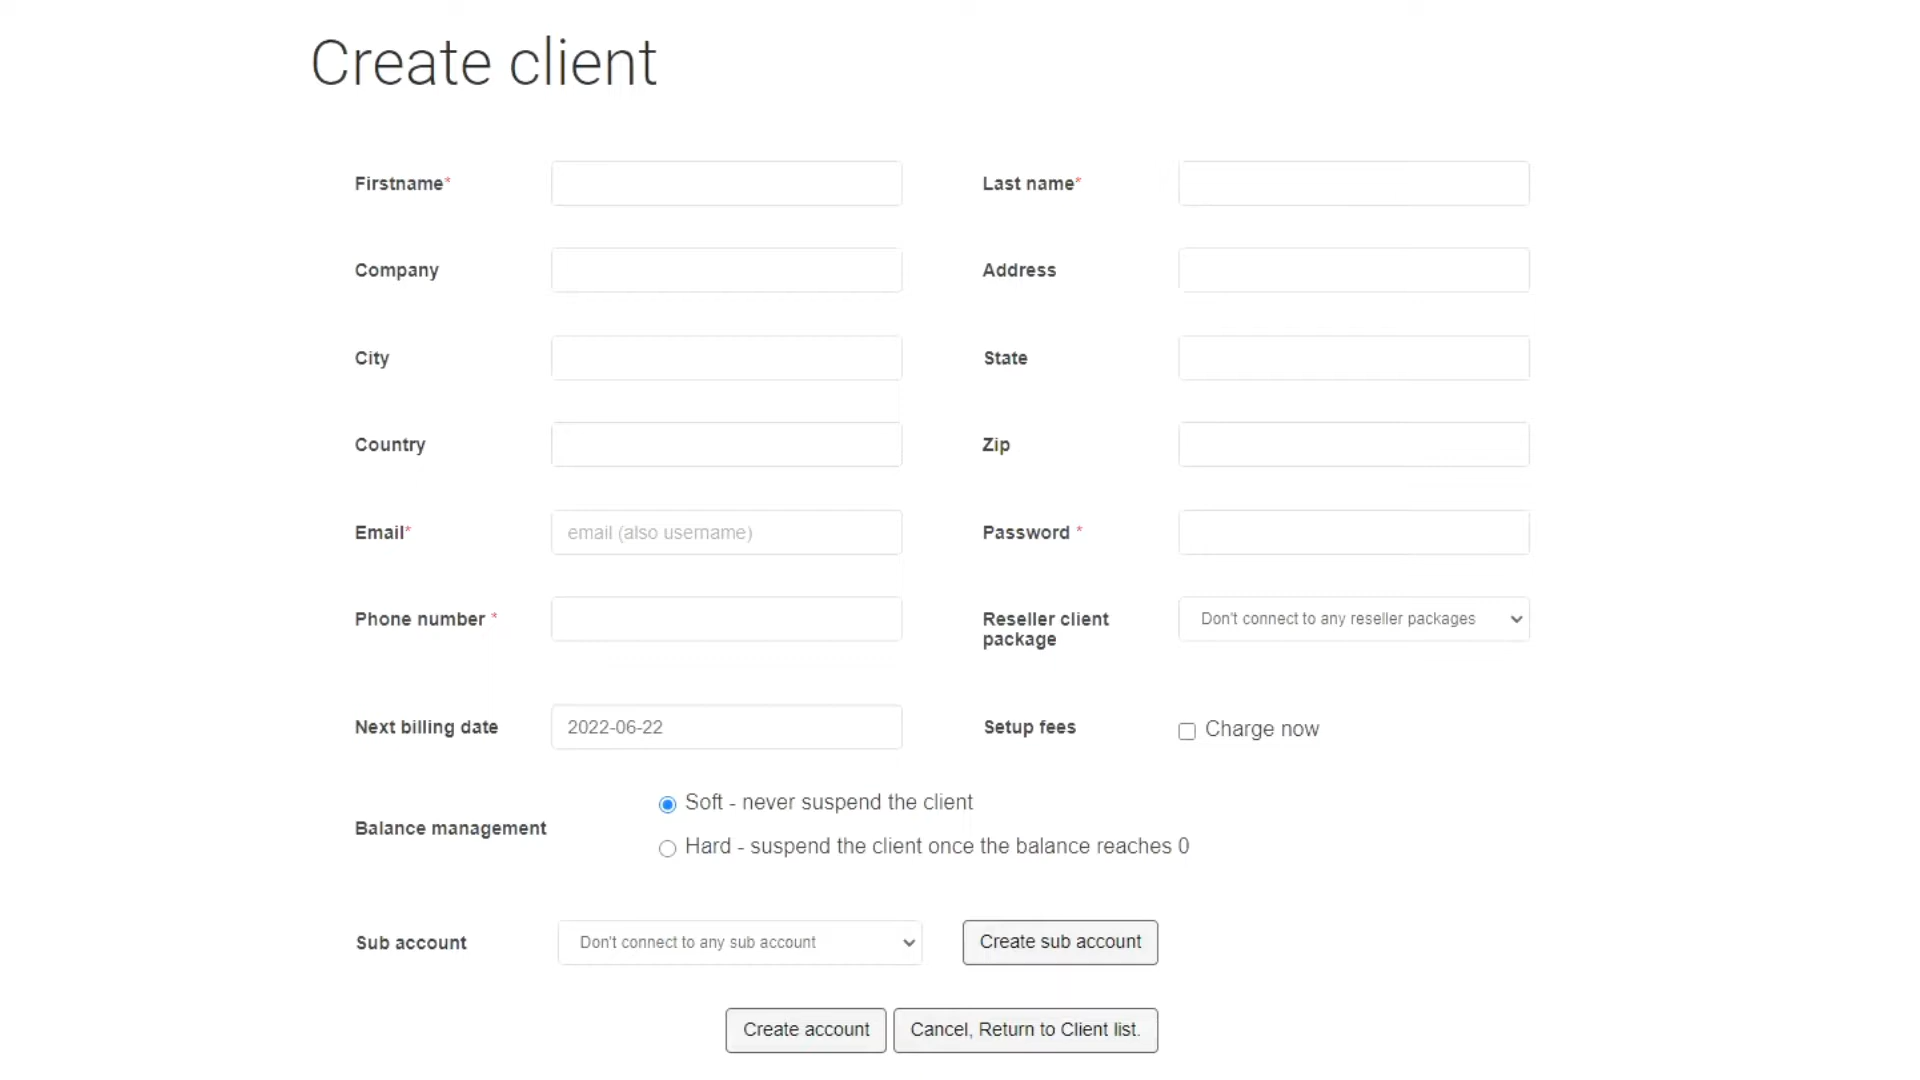 Create client
Firstname*
Last name*
Company
Address
City
State
Country
Zip
Email*
email (also username)
Password *
Phone number *
Reseller client
package
Don't connect to any reseller packages
Next billing date
2022-06-22
Setup fees
Charge now
Balance management
Soft - never suspend the client
Hard - suspend the client once the balance reaches 0
Sub account
Don't connect to any sub account
Create sub account
Create account
Cancel, Return to Client list.